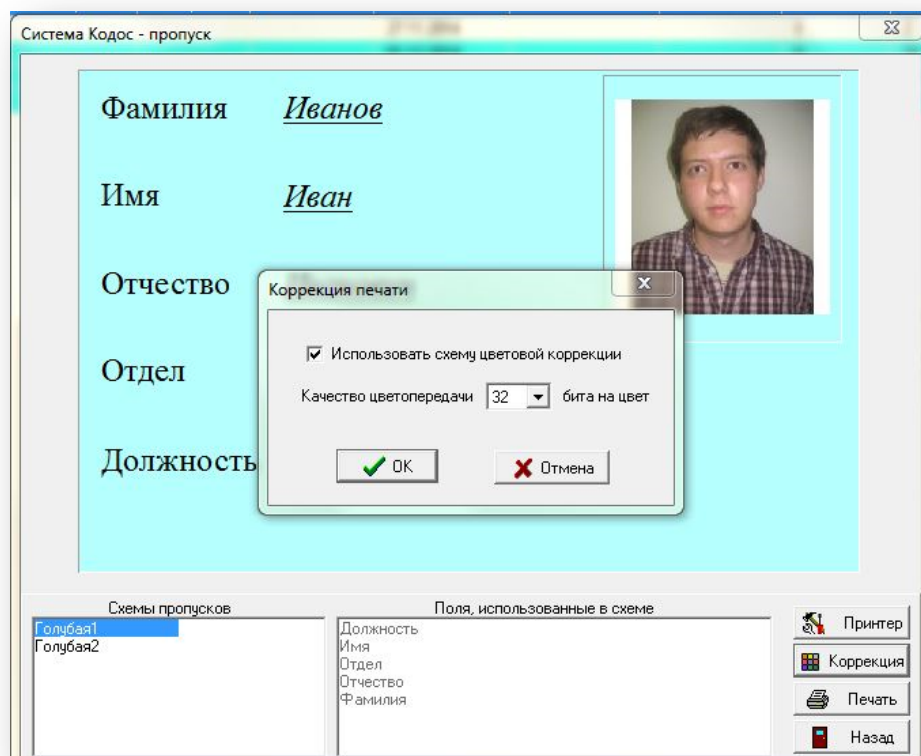 Система Кодос - пропуск
Фамилия Иванов
Имя Иван
Отчество
Отдел
Должность
Коррекция печати
Использовать схему цветовой коррекции
Качество цветопередачи 32 бита на цвет
OK Отмена
Схемы пропусков
Голубая1
Голубая2
Поля, использованные в схеме
Должность
Имя
Отдел
Отчество
Фамилия
Принтер
Коррекция
Печать
Назад